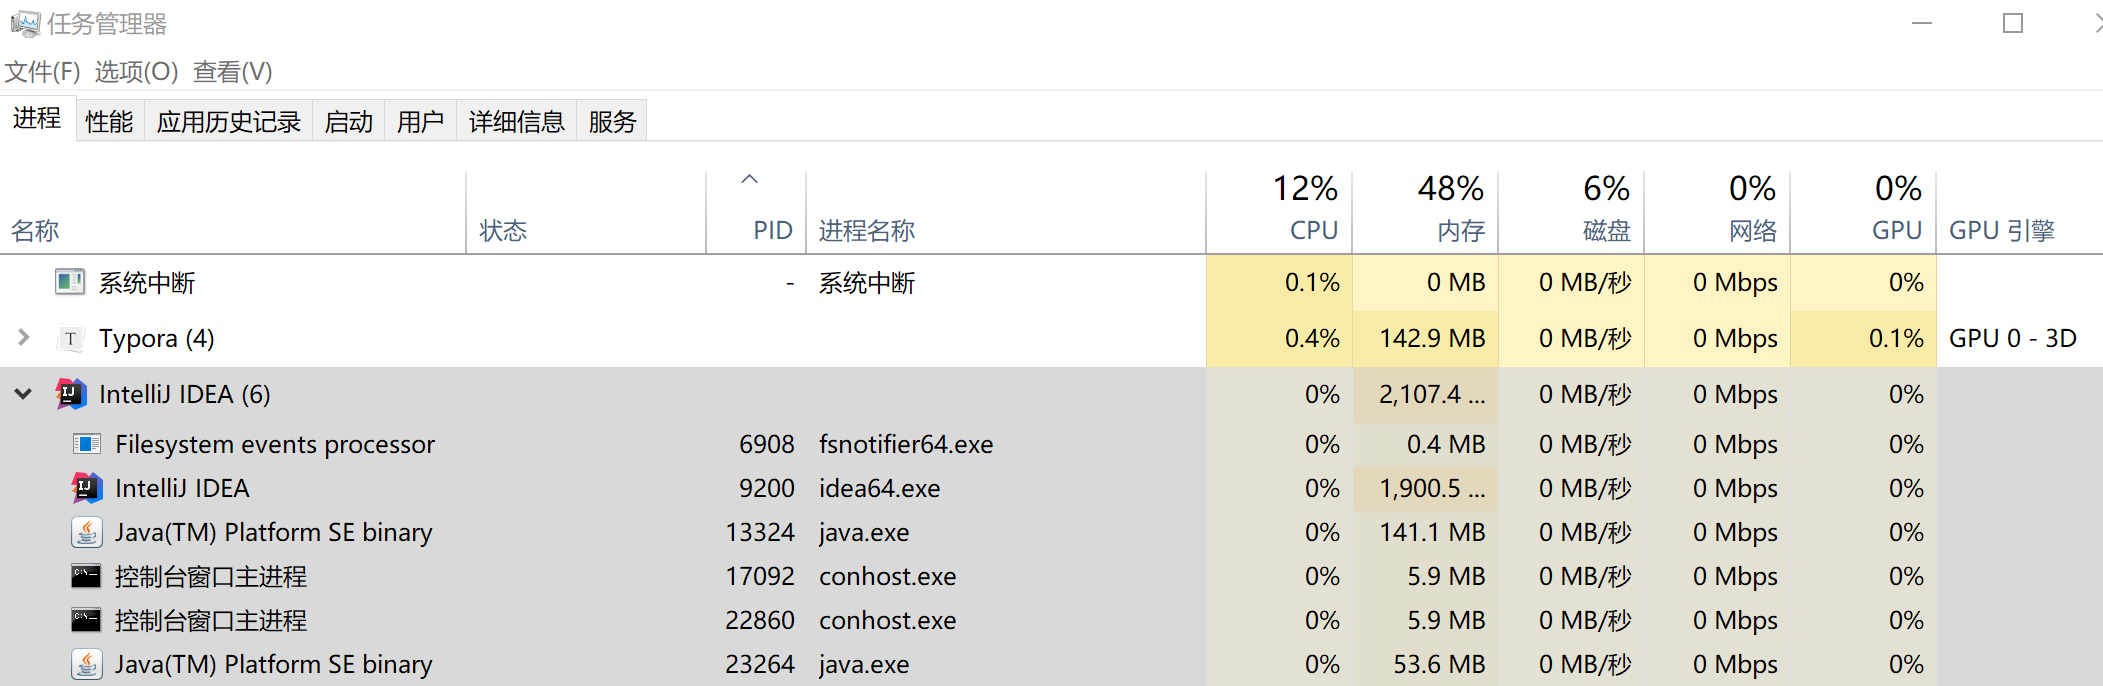 任务管理器
文件(F) 选项(O) 查看(V)
进程 性能 应用历史记录 启动 用户 详细信息 服务
12% 48% 6% 0% 0%
名称 状态 PID 进程名称 CPU 内存 磁盘 网络 GPU GPU 引擎
系统中断 - 系统中断 0.1% 0 MB 0 MB/秒 0 Mbps 0%
Typora (4) 0.4% 142.9 MB 0 MB/秒 0 Mbps 0.1% GPU 0 - 3D
IntelliJ IDEA (6) 0% 2,107.4 ... 0 MB/秒 0 Mbps 0%
Filesystem events processor 6908 fsnotifier64.exe 0% 0.4 MB 0 MB/秒 0 Mbps 0%
IntelliJ IDEA 9200 idea64.exe 0% 1,900.5 ... 0 MB/秒 0 Mbps 0%
Java(TM) Platform SE binary 13324 java.exe 0% 141.1 MB 0 MB/秒 0 Mbps 0%
控制台窗口主进程 17092 conhost.exe 0% 5.9 MB 0 MB/秒 0 Mbps 0%
控制台窗口主进程 22860 conhost.exe 0% 5.9 MB 0 MB/秒 0 Mbps 0%
Java(TM) Platform SE binary 23264 java.exe 0% 53.6 MB 0 MB/秒 0 Mbps 0%